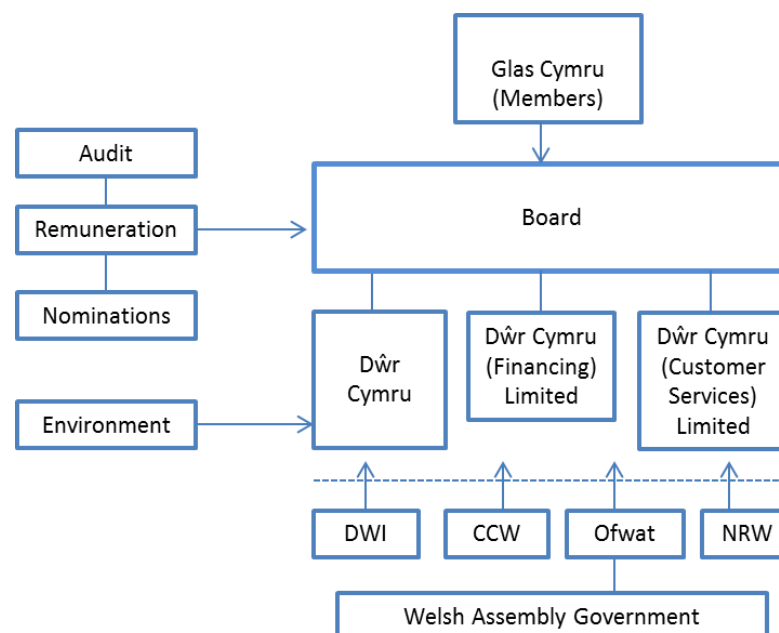 Glas Cymru
(Members)
Audit
Board
Remuneration
Nominations
Dŵr
Cymru
Dŵr Cymru
(Financing)
Limited
Dŵr Cymru
(Customer
Services)
Limited
Environment
DWI
CCW
Ofwat
NRW
Welsh Assembly Government